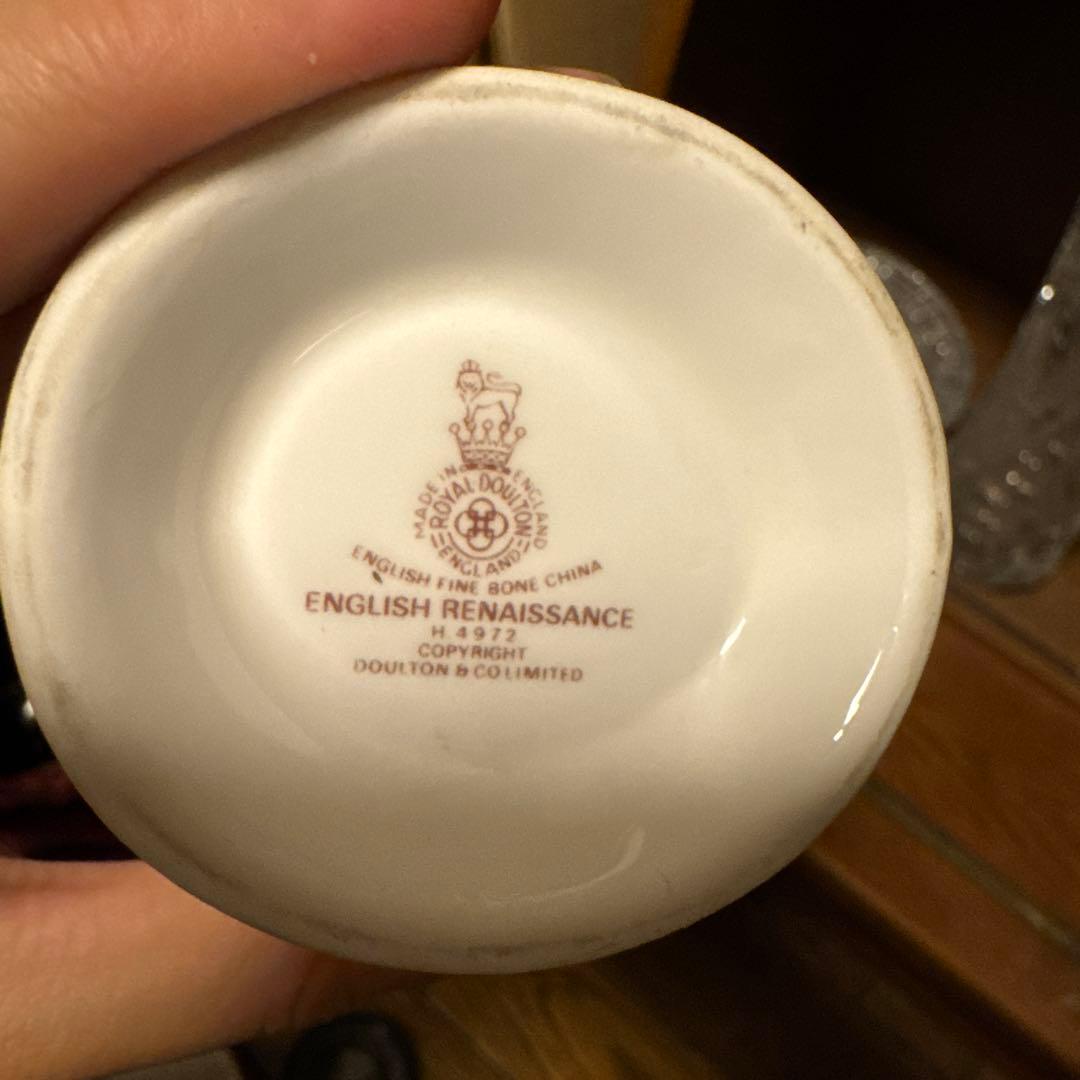 MADE IN ENGLAND
ROYAL DOULTON
ENGLAND
ENGLISH FINE BONE CHINA
ENGLISH RENAISSANCE
H.4972
COPYRIGHT
DOULTON & CO LIMITED